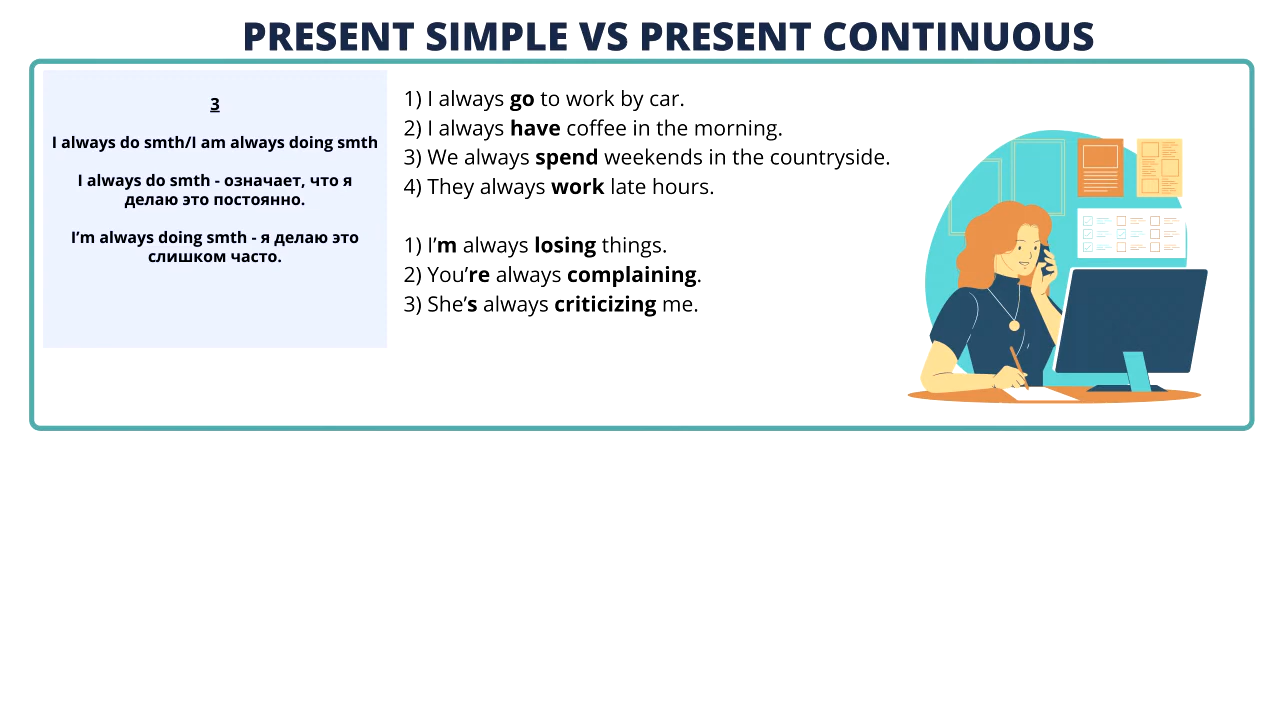 PRESENT SIMPLE VS PRESENT CONTINUOUS
3
I always do smth/I am always doing smth
I always do smth - означает, что я
делаю это постоянно.
I’m always doing smth - я делаю это
слишком часто.
1) I always go to work by car.
2) I always have coffee in the morning.
3) We always spend weekends in the countryside.
4) They always work late hours.
1) I’m always losing things.
2) You’re always complaining.
3) She’s always criticizing me.